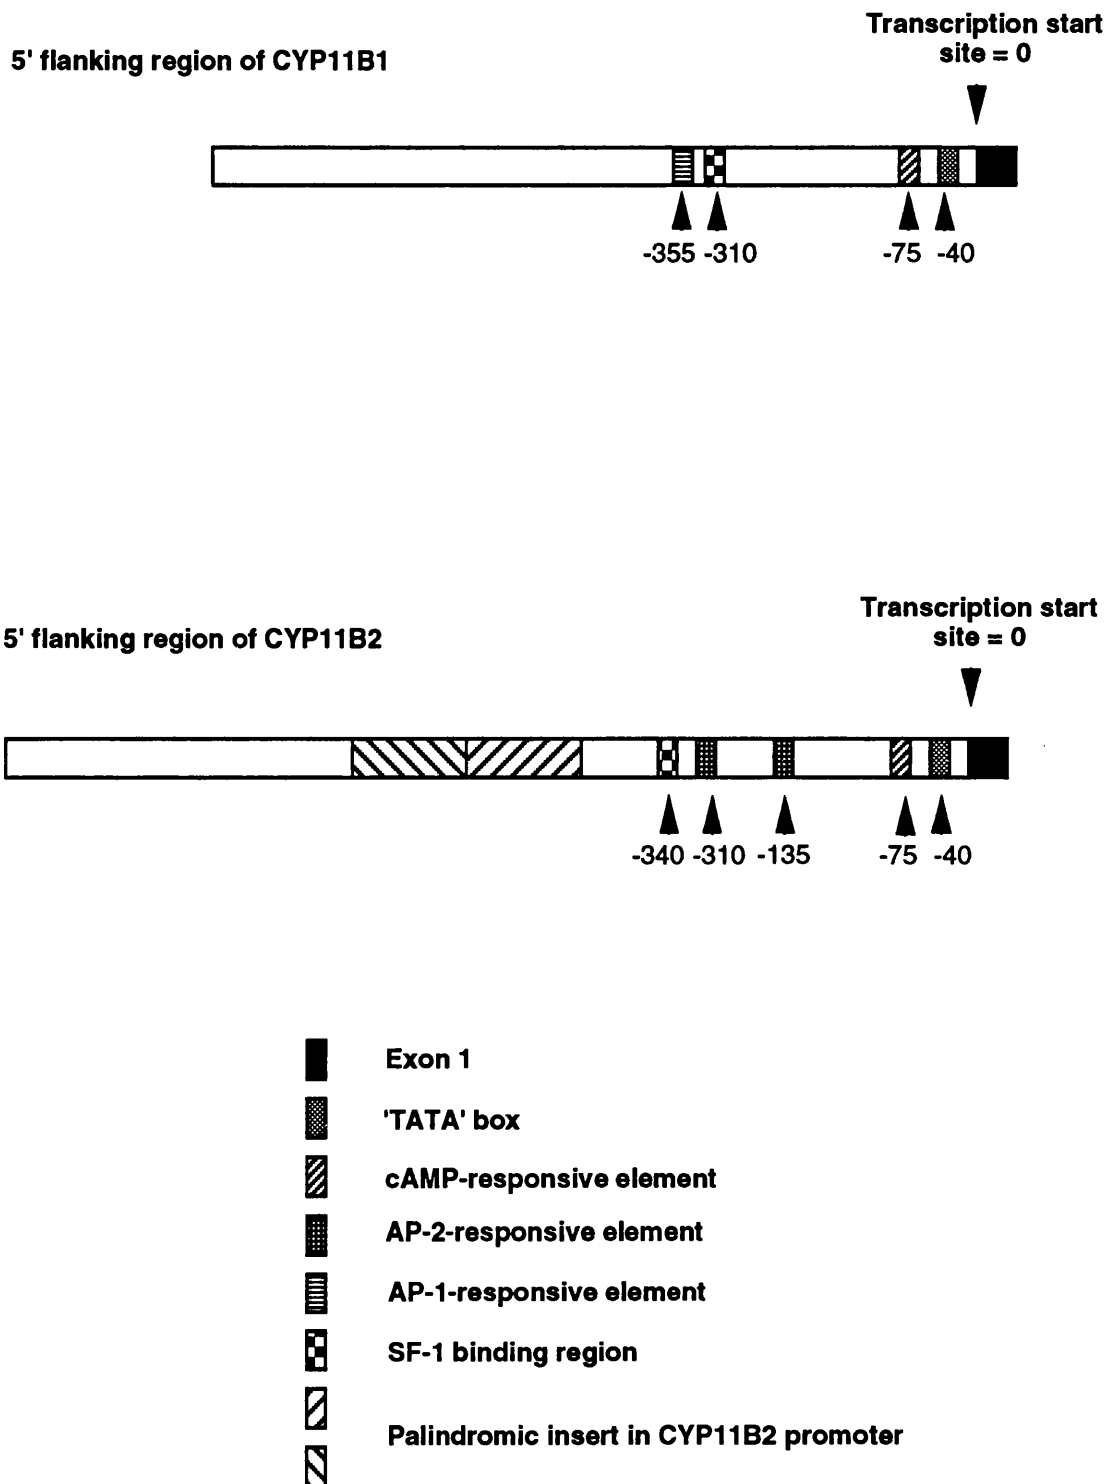 Transcription start
site = 0
5' flanking region of CYP11B1
-355 -310 -75 -40
Transcription start
site = 0
5' flanking region of CYP11B2
-340 -310 -135 -75 -40
Exon 1
'TATA' box
cAMP-responsive element
AP-2-responsive element
AP-1-responsive element
SF-1 binding region
Palindromic insert in CYP11B2 promoter